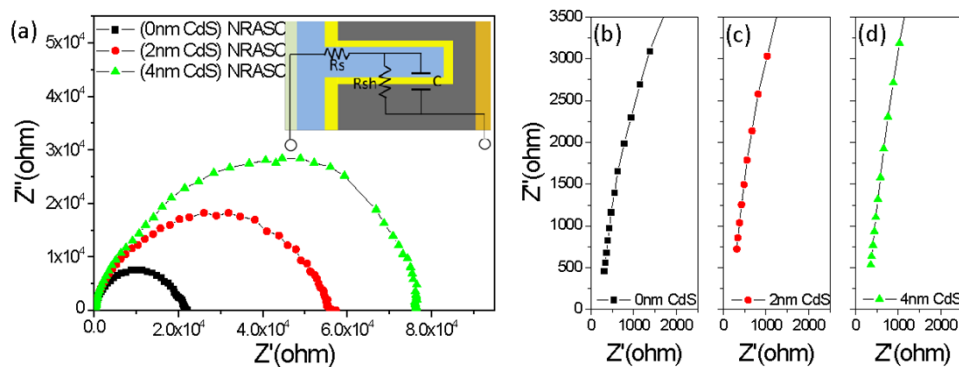 (a)
(0nm CdS) NRASC
(2nm CdS) NRASC
(4nm CdS) NRASC
Rs
Rsh
C
5x10⁴
4x10⁴
3x10⁴
2x10⁴
1x10⁴
0
Z''(ohm)
0.0
2.0x10⁴
4.0x10⁴
6.0x10⁴
8.0x10⁴
Z'(ohm)
(b)
3500
3000
2500
2000
1500
1000
500
0
Z''(ohm)
0nm CdS
0
1000
2000
Z'(ohm)
(c)
2nm CdS
0
1000
2000
Z'(ohm)
(d)
4nm CdS
0
1000
2000
Z'(ohm)